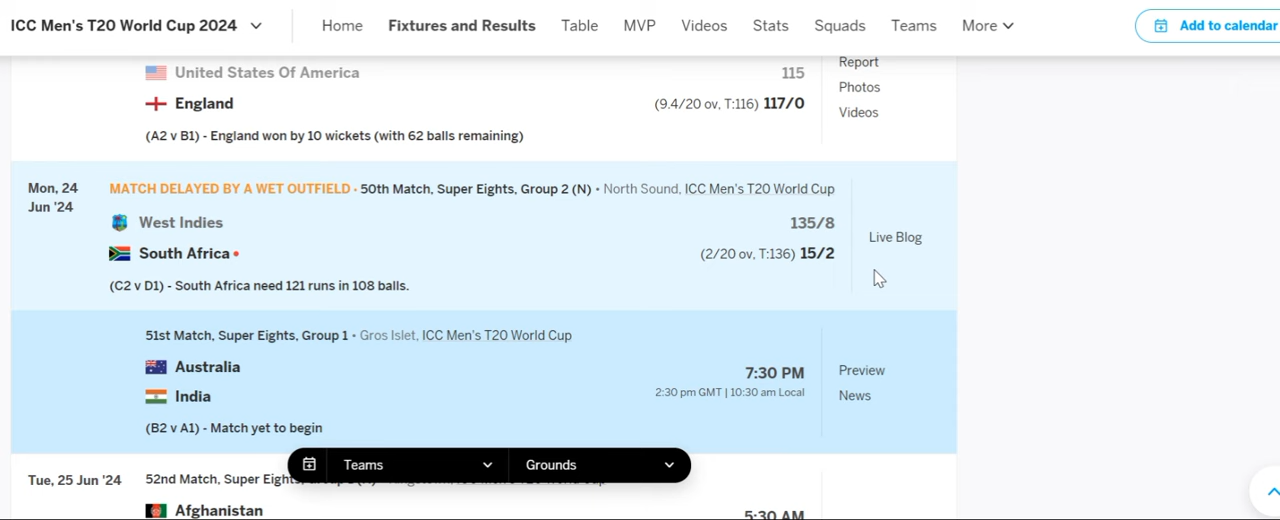 ICC Men's T20 World Cup 2024
Home Fixtures and Results Table MVP Videos Stats Squads Teams More
Add to calendar
United States Of America 115
England (9.4/20 ov, T:116) 117/0
(A2 v B1) - England won by 10 wickets (with 62 balls remaining)
Report
Photos
Videos
Mon, 24
Jun '24
MATCH DELAYED BY A WET OUTFIELD • 50th Match, Super Eights, Group 2 (N) • North Sound, ICC Men's T20 World Cup
West Indies 135/8
South Africa • (2/20 ov, T:136) 15/2
(C2 v D1) - South Africa need 121 runs in 108 balls.
Live Blog
51st Match, Super Eights, Group 1 • Gros Islet, ICC Men's T20 World Cup
Australia
India
7:30 PM
2:30 pm GMT | 10:30 am Local
(B2 v A1) - Match yet to begin
Preview
News
Teams Grounds
Tue, 25 Jun '24
52nd Match, Super Eights,
Afghanistan 5:30 AM